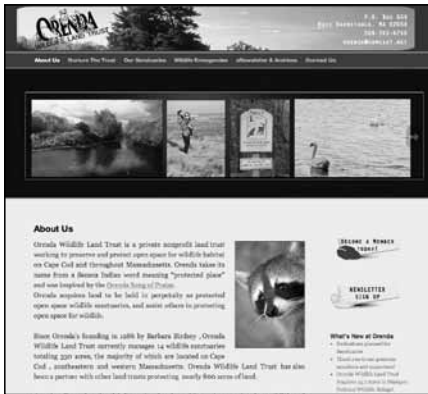 ORENDA
WILDLIFE LAND TRUST
P.O. Box 669
East Sandwich, MA 02537
About Us Nurture The Trust Our Sanctuaries Wildlife Emergencies eNewsletter & Archives Contact Us
About Us
Orenda Wildlife Land Trust is a private nonprofit land trust
working to preserve and protect open space for wildlife habitat
on Cape Cod and throughout Massachusetts. Orenda takes its
name from a Seneca Indian word meaning "protected place"
and was inspired by the Orenda Song of Praise.
Orenda acquires land to be held in perpetuity as protected
open space wildlife sanctuaries, and assist others in protecting
open space for wildlife.
Since Orenda's founding in 1986 by Barbara Birdsey , Orenda
Wildlife Land Trust currently manages 14 wildlife sanctuaries
totaling 350 acres, the majority of which are located on Cape
Cod , southeastern and western Massachusetts. Orenda Wildlife Land Trust has also
been a partner with other land trusts protecting nearly 600 acres of land.
Become a Member
Today!
NEWSLETTER
SIGN UP
What's New at Orenda